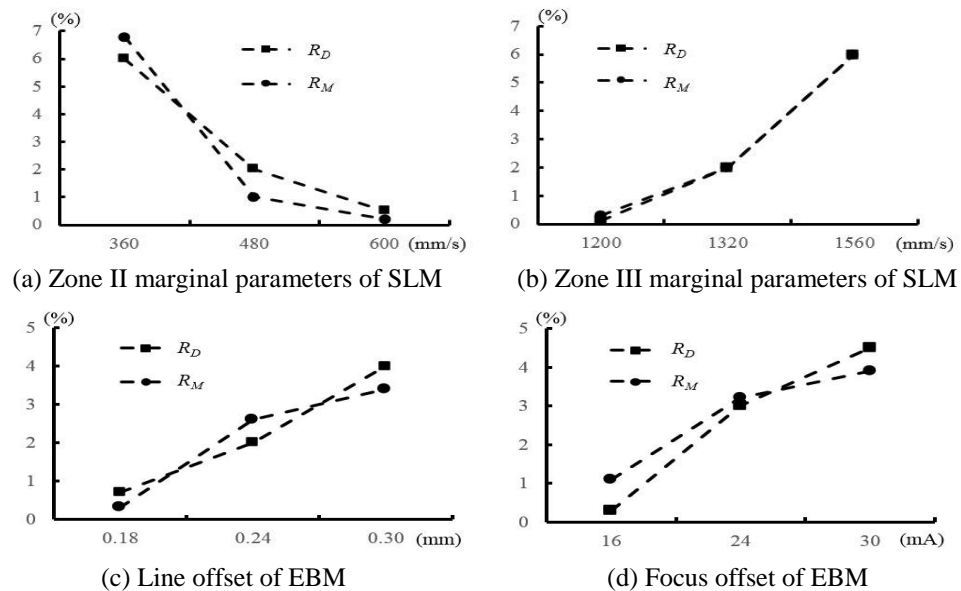 (%)
7
6
5
4
3
2
1
0
R_D
R_M
360 480 600 (mm/s)
(a) Zone II marginal parameters of SLM
(%)
7
6
5
4
3
2
1
0
R_D
R_M
1200 1320 1560 (mm/s)
(b) Zone III marginal parameters of SLM
(%)
5
4
3
2
1
0
R_D
R_M
0.18 0.24 0.30 (mm)
(c) Line offset of EBM
(%)
5
4
3
2
1
0
R_D
R_M
16 24 30 (mA)
(d) Focus offset of EBM